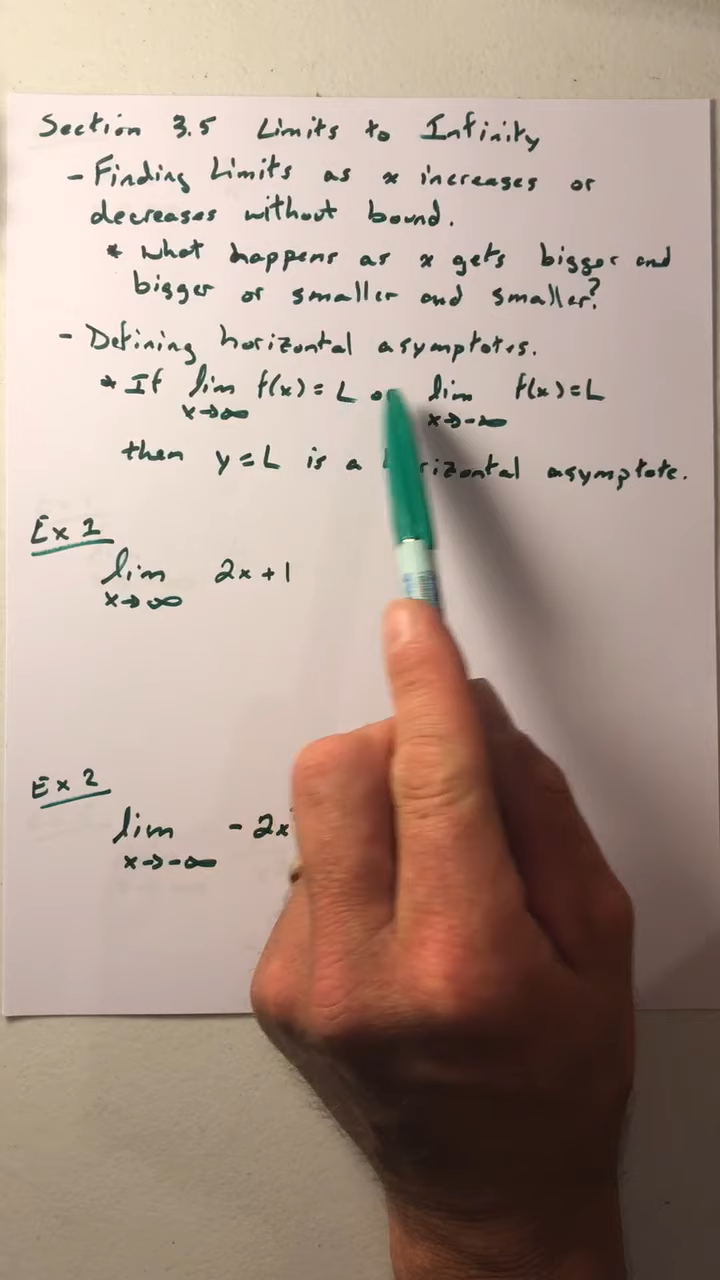 Section 3.5 Limits to Infinity
- Finding Limits as x increases or
decreases without bound.
* What happens as x gets bigger and
bigger or smaller and smaller?
- Defining horizontal asymptotes.
* If lim f(x) = L lim f(x) = L
x→∞ x→-∞
then y = L is a asymptote.
Ex 1
lim 2x + 1
x→∞
Ex 2
lim - 2x
x→-∞